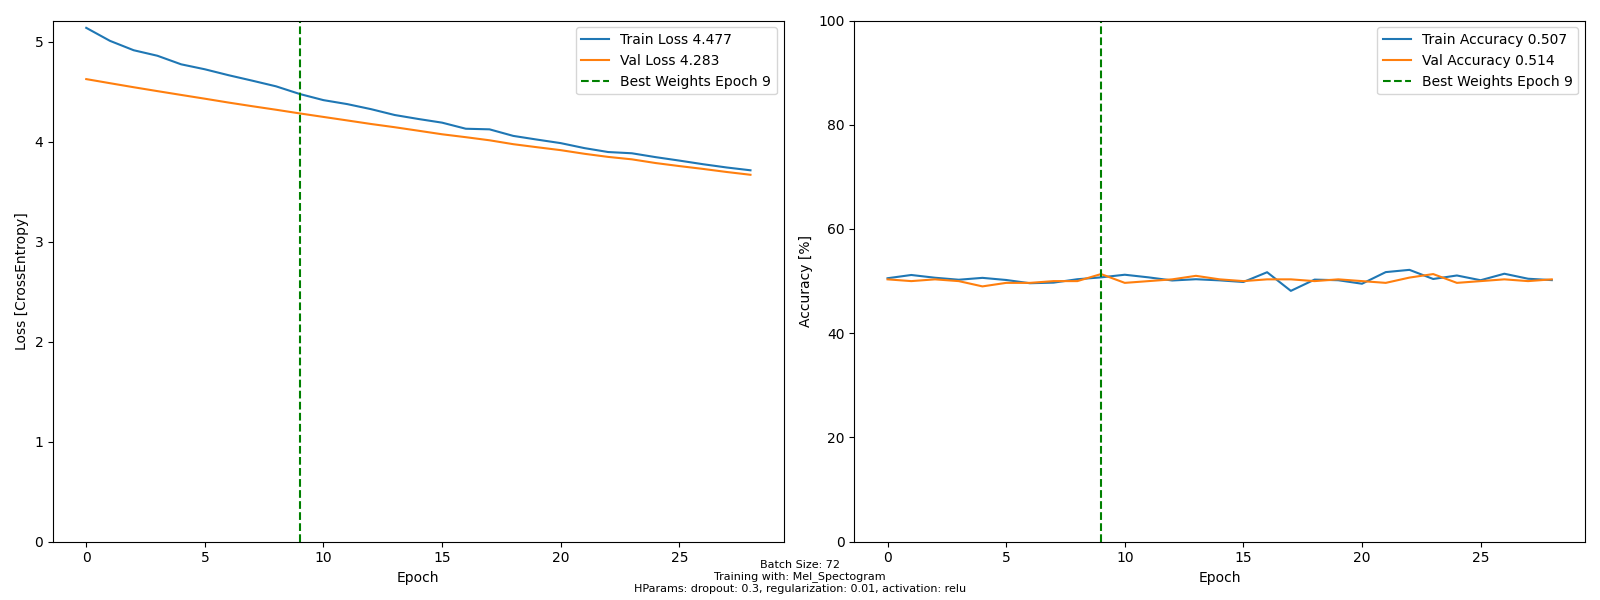 Train Loss 4.477
Val Loss 4.283
Best Weights Epoch 9
5
4
3
2
1
0
Loss [CrossEntropy]
0 5 10 15 20 25
Epoch
Train Accuracy 0.507
Val Accuracy 0.514
Best Weights Epoch 9
100
80
60
40
20
0
Accuracy [%]
0 5 10 15 20 25
Epoch
Batch Size: 72
Training with: Mel_Spectogram
HParams: dropout: 0.3, regularization: 0.01, activation: relu